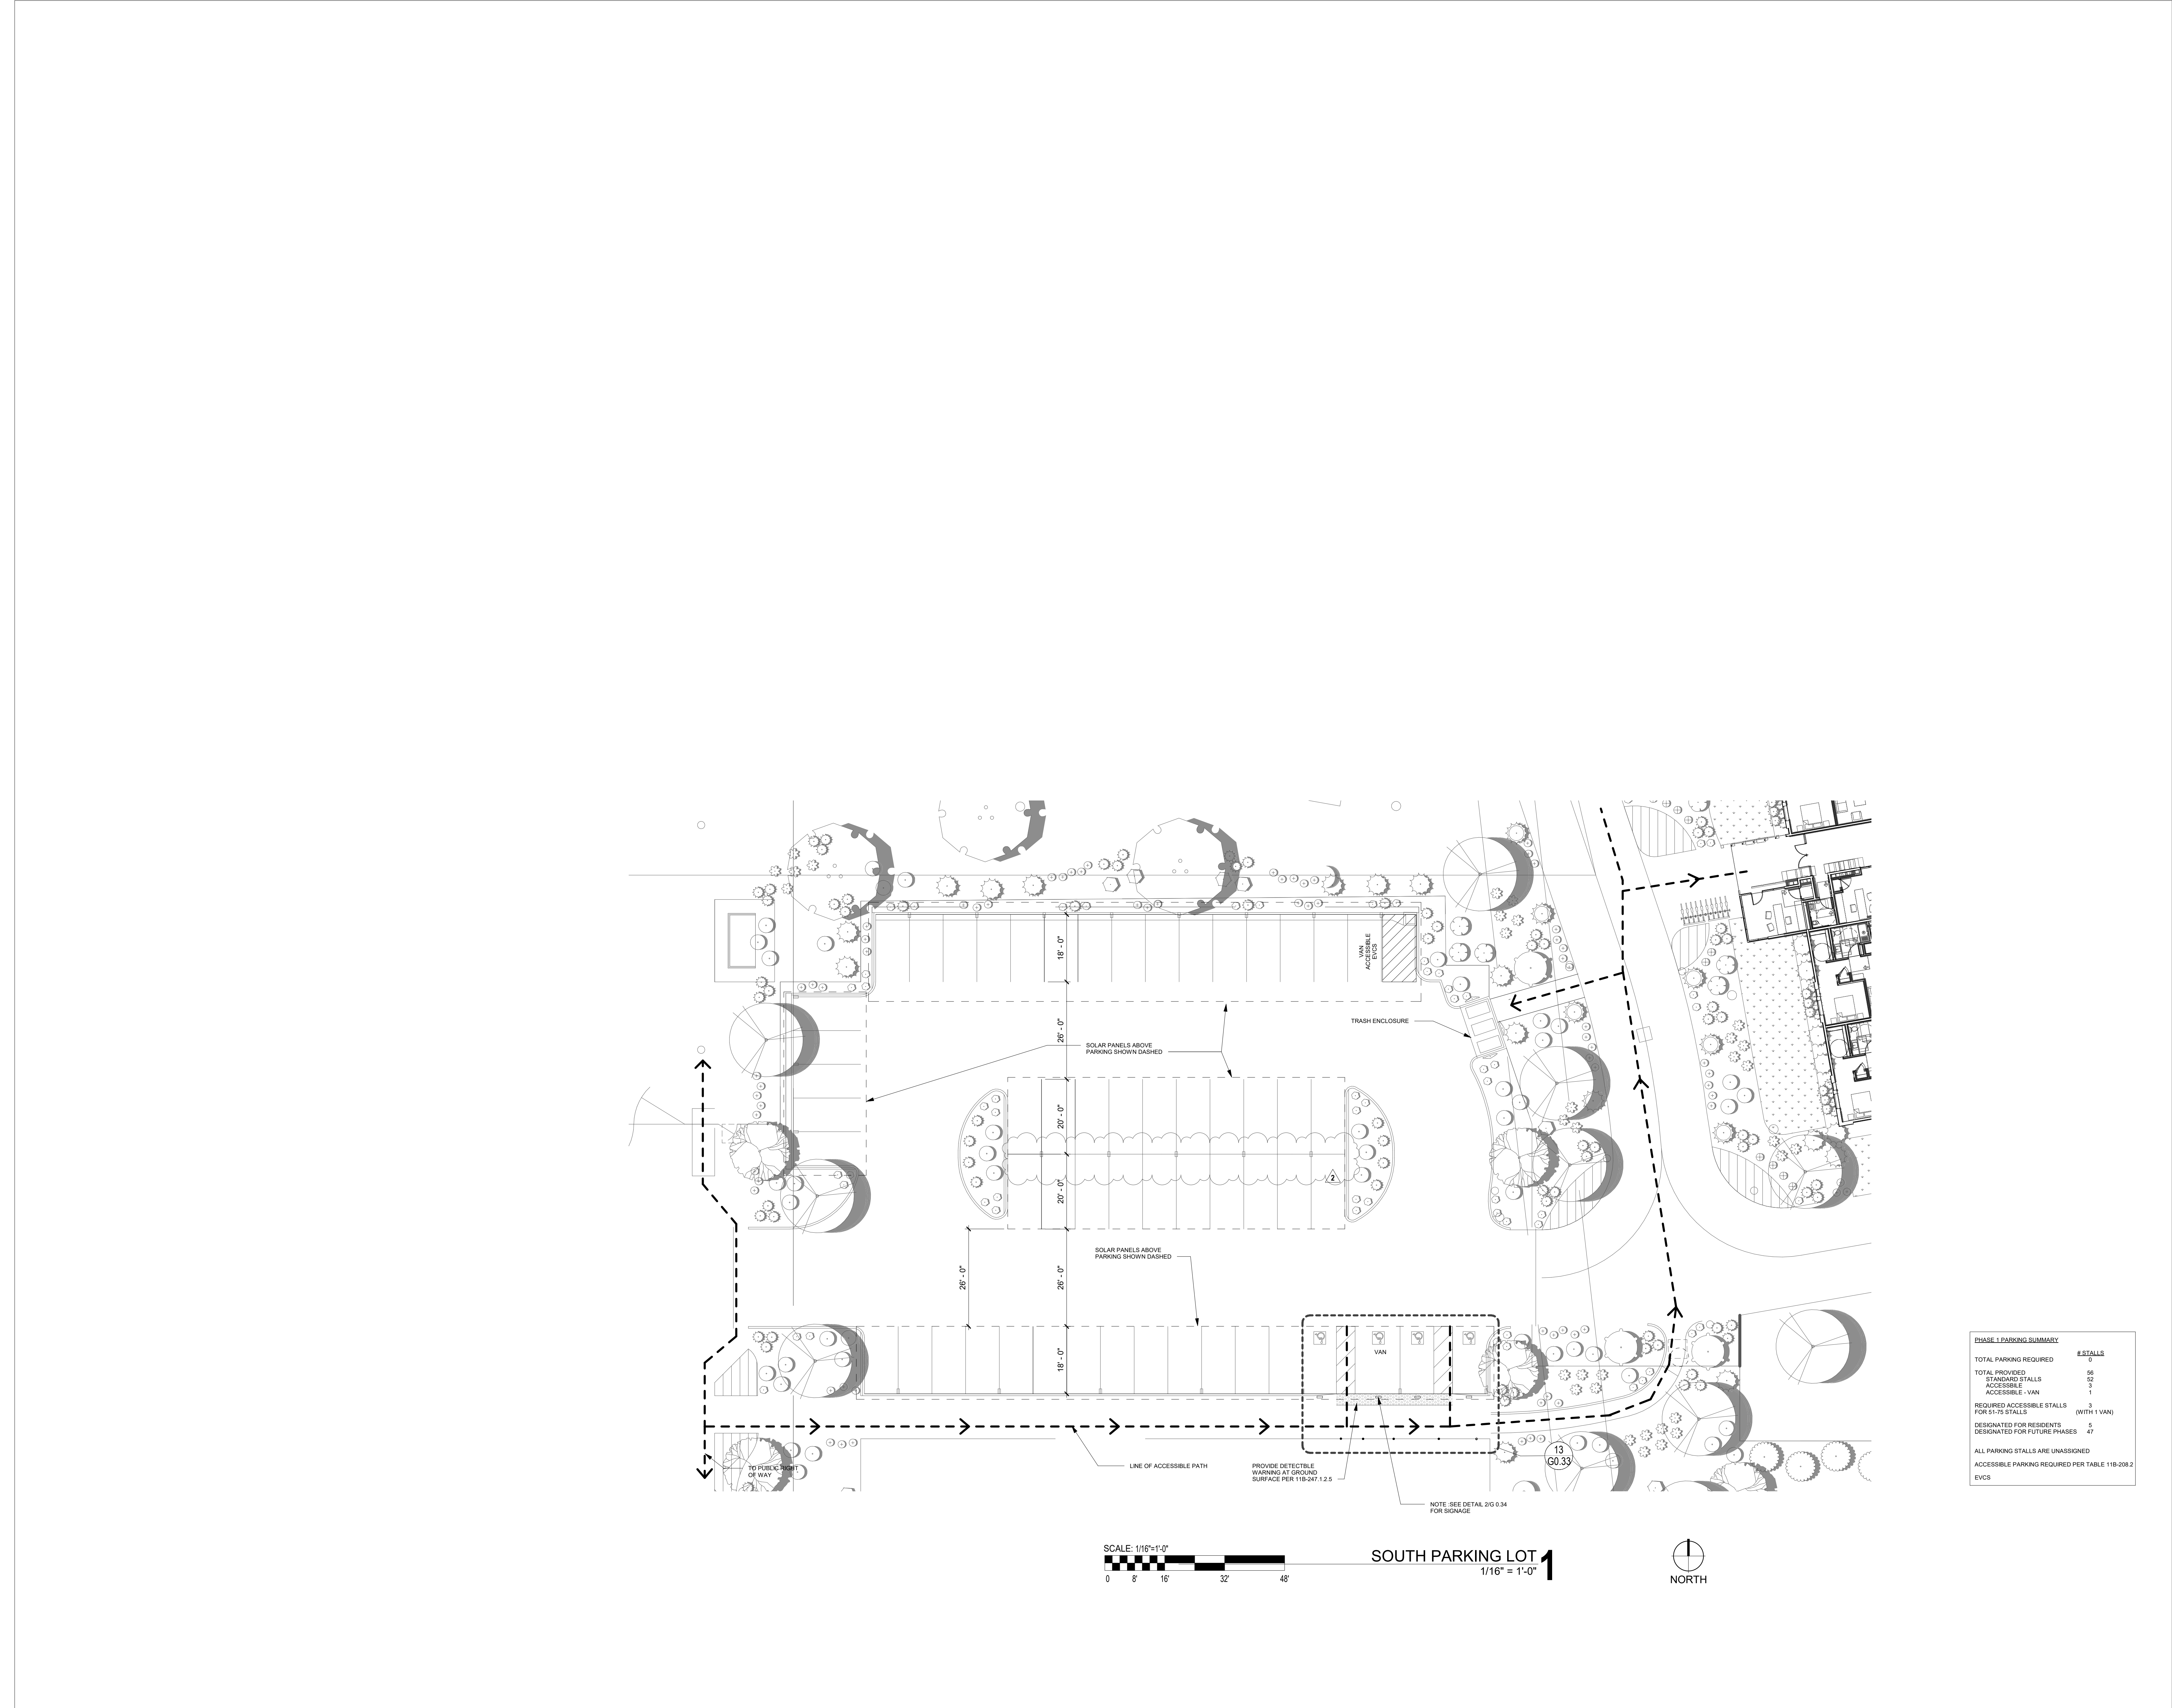 18' - 0"
VAN
ACCESSIBLE
EVCS
26' - 0"
TRASH ENCLOSURE
SOLAR PANELS ABOVE
PARKING SHOWN DASHED
20' - 0"
20' - 0"
2
SOLAR PANELS ABOVE
PARKING SHOWN DASHED
26' - 0"
26' - 0"
18' - 0"
VAN
TO PUBLIC RIGHT
OF WAY
LINE OF ACCESSIBLE PATH
PROVIDE DETECTBLE
WARNING AT GROUND
SURFACE PER 11B-247.1.2.5
13
G0.33
NOTE :SEE DETAIL 2/G 0.34
FOR SIGNAGE
PHASE 1 PARKING SUMMARY
# STALLS
TOTAL PARKING REQUIRED 0
TOTAL PROVIDED 56
STANDARD STALLS 52
ACCESSBILE 3
ACCESSIBLE - VAN 1
REQUIRED ACCESSIBLE STALLS 3
FOR 51-75 STALLS (WITH 1 VAN)
DESIGNATED FOR RESIDENTS 5
DESIGNATED FOR FUTURE PHASES 47
ALL PARKING STALLS ARE UNASSIGNED
ACCESSIBLE PARKING REQUIRED PER TABLE 11B-208.2
EVCS
SCALE: 1/16"=1'-0"
0 8' 16' 32' 48'
SOUTH PARKING LOT 1
1/16" = 1'-0"
NORTH